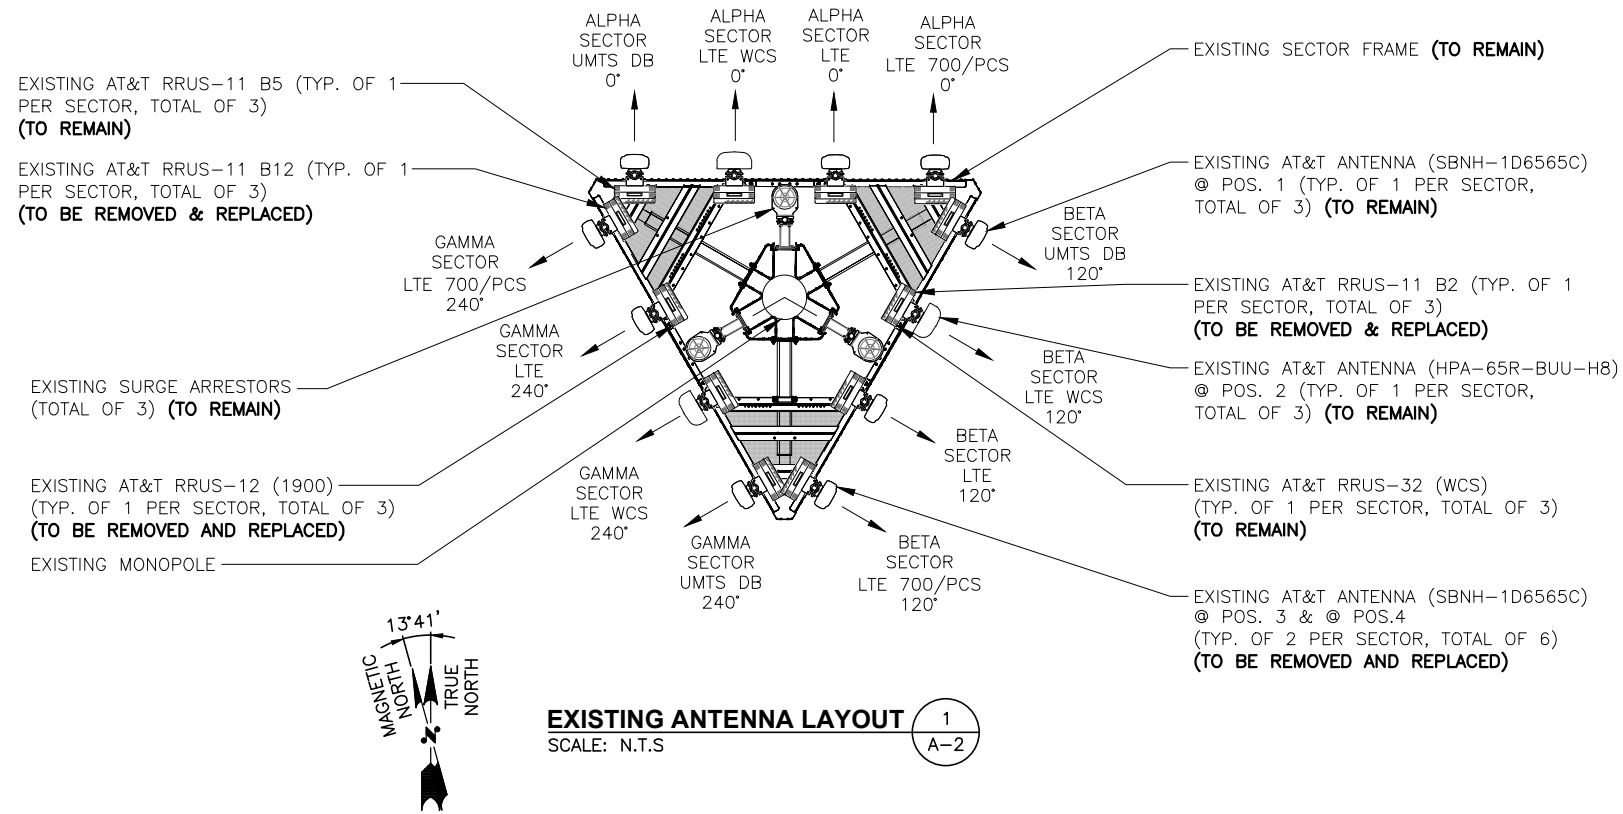 ALPHA
SECTOR
UMTS DB
0°
ALPHA
SECTOR
LTE WCS
0°
ALPHA
SECTOR
LTE
0°
ALPHA
SECTOR
LTE 700/PCS
0°
EXISTING SECTOR FRAME (TO REMAIN)
EXISTING AT&T RRUS-11 B5 (TYP. OF 1
PER SECTOR, TOTAL OF 3)
(TO REMAIN)
EXISTING AT&T RRUS-11 B12 (TYP. OF 1
PER SECTOR, TOTAL OF 3)
(TO BE REMOVED & REPLACED)
EXISTING AT&T ANTENNA (SBNH-1D6565C)
@ POS. 1 (TYP. OF 1 PER SECTOR,
TOTAL OF 3) (TO REMAIN)
BETA
SECTOR
UMTS DB
120°
GAMMA
SECTOR
LTE 700/PCS
240°
EXISTING AT&T RRUS-11 B2 (TYP. OF 1
PER SECTOR, TOTAL OF 3)
(TO BE REMOVED & REPLACED)
GAMMA
SECTOR
LTE
240°
BETA
SECTOR
LTE WCS
120°
EXISTING AT&T ANTENNA (HPA-65R-BUU-H8)
@ POS. 2 (TYP. OF 1 PER SECTOR,
TOTAL OF 3) (TO REMAIN)
EXISTING SURGE ARRESTORS
(TOTAL OF 3) (TO REMAIN)
BETA
SECTOR
LTE
120°
GAMMA
SECTOR
LTE WCS
240°
EXISTING AT&T RRUS-12 (1900)
(TYP. OF 1 PER SECTOR, TOTAL OF 3)
(TO BE REMOVED AND REPLACED)
EXISTING AT&T RRUS-32 (WCS)
(TYP. OF 1 PER SECTOR, TOTAL OF 3)
(TO REMAIN)
EXISTING MONOPOLE
GAMMA
SECTOR
UMTS DB
240°
BETA
SECTOR
LTE 700/PCS
120°
EXISTING AT&T ANTENNA (SBNH-1D6565C)
@ POS. 3 & @ POS.4
(TYP. OF 2 PER SECTOR, TOTAL OF 6)
(TO BE REMOVED AND REPLACED)
13°41'
MAGNETIC
NORTH
TRUE
NORTH
N
EXISTING ANTENNA LAYOUT
SCALE: N.T.S
1
A-2